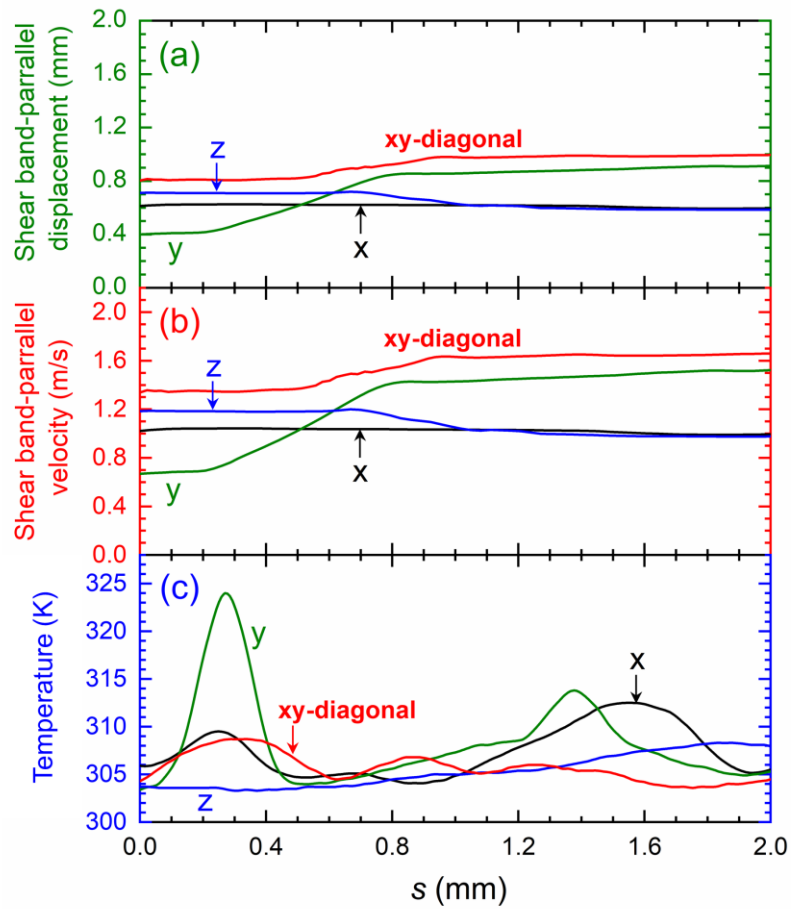 Shear band-parrallel
displacement (mm)
2.0
1.6
1.2
0.8
0.4
0.0
(a)
xy-diagonal
z
y
x
Shear band-parrallel
velocity (m/s)
2.0
1.6
1.2
0.8
0.4
0.0
(b)
xy-diagonal
z
x
y
Temperature (K)
325
320
315
310
305
300
(c)
y
x
xy-diagonal
z
0.0 0.4 0.8 1.2 1.6 2.0
s (mm)